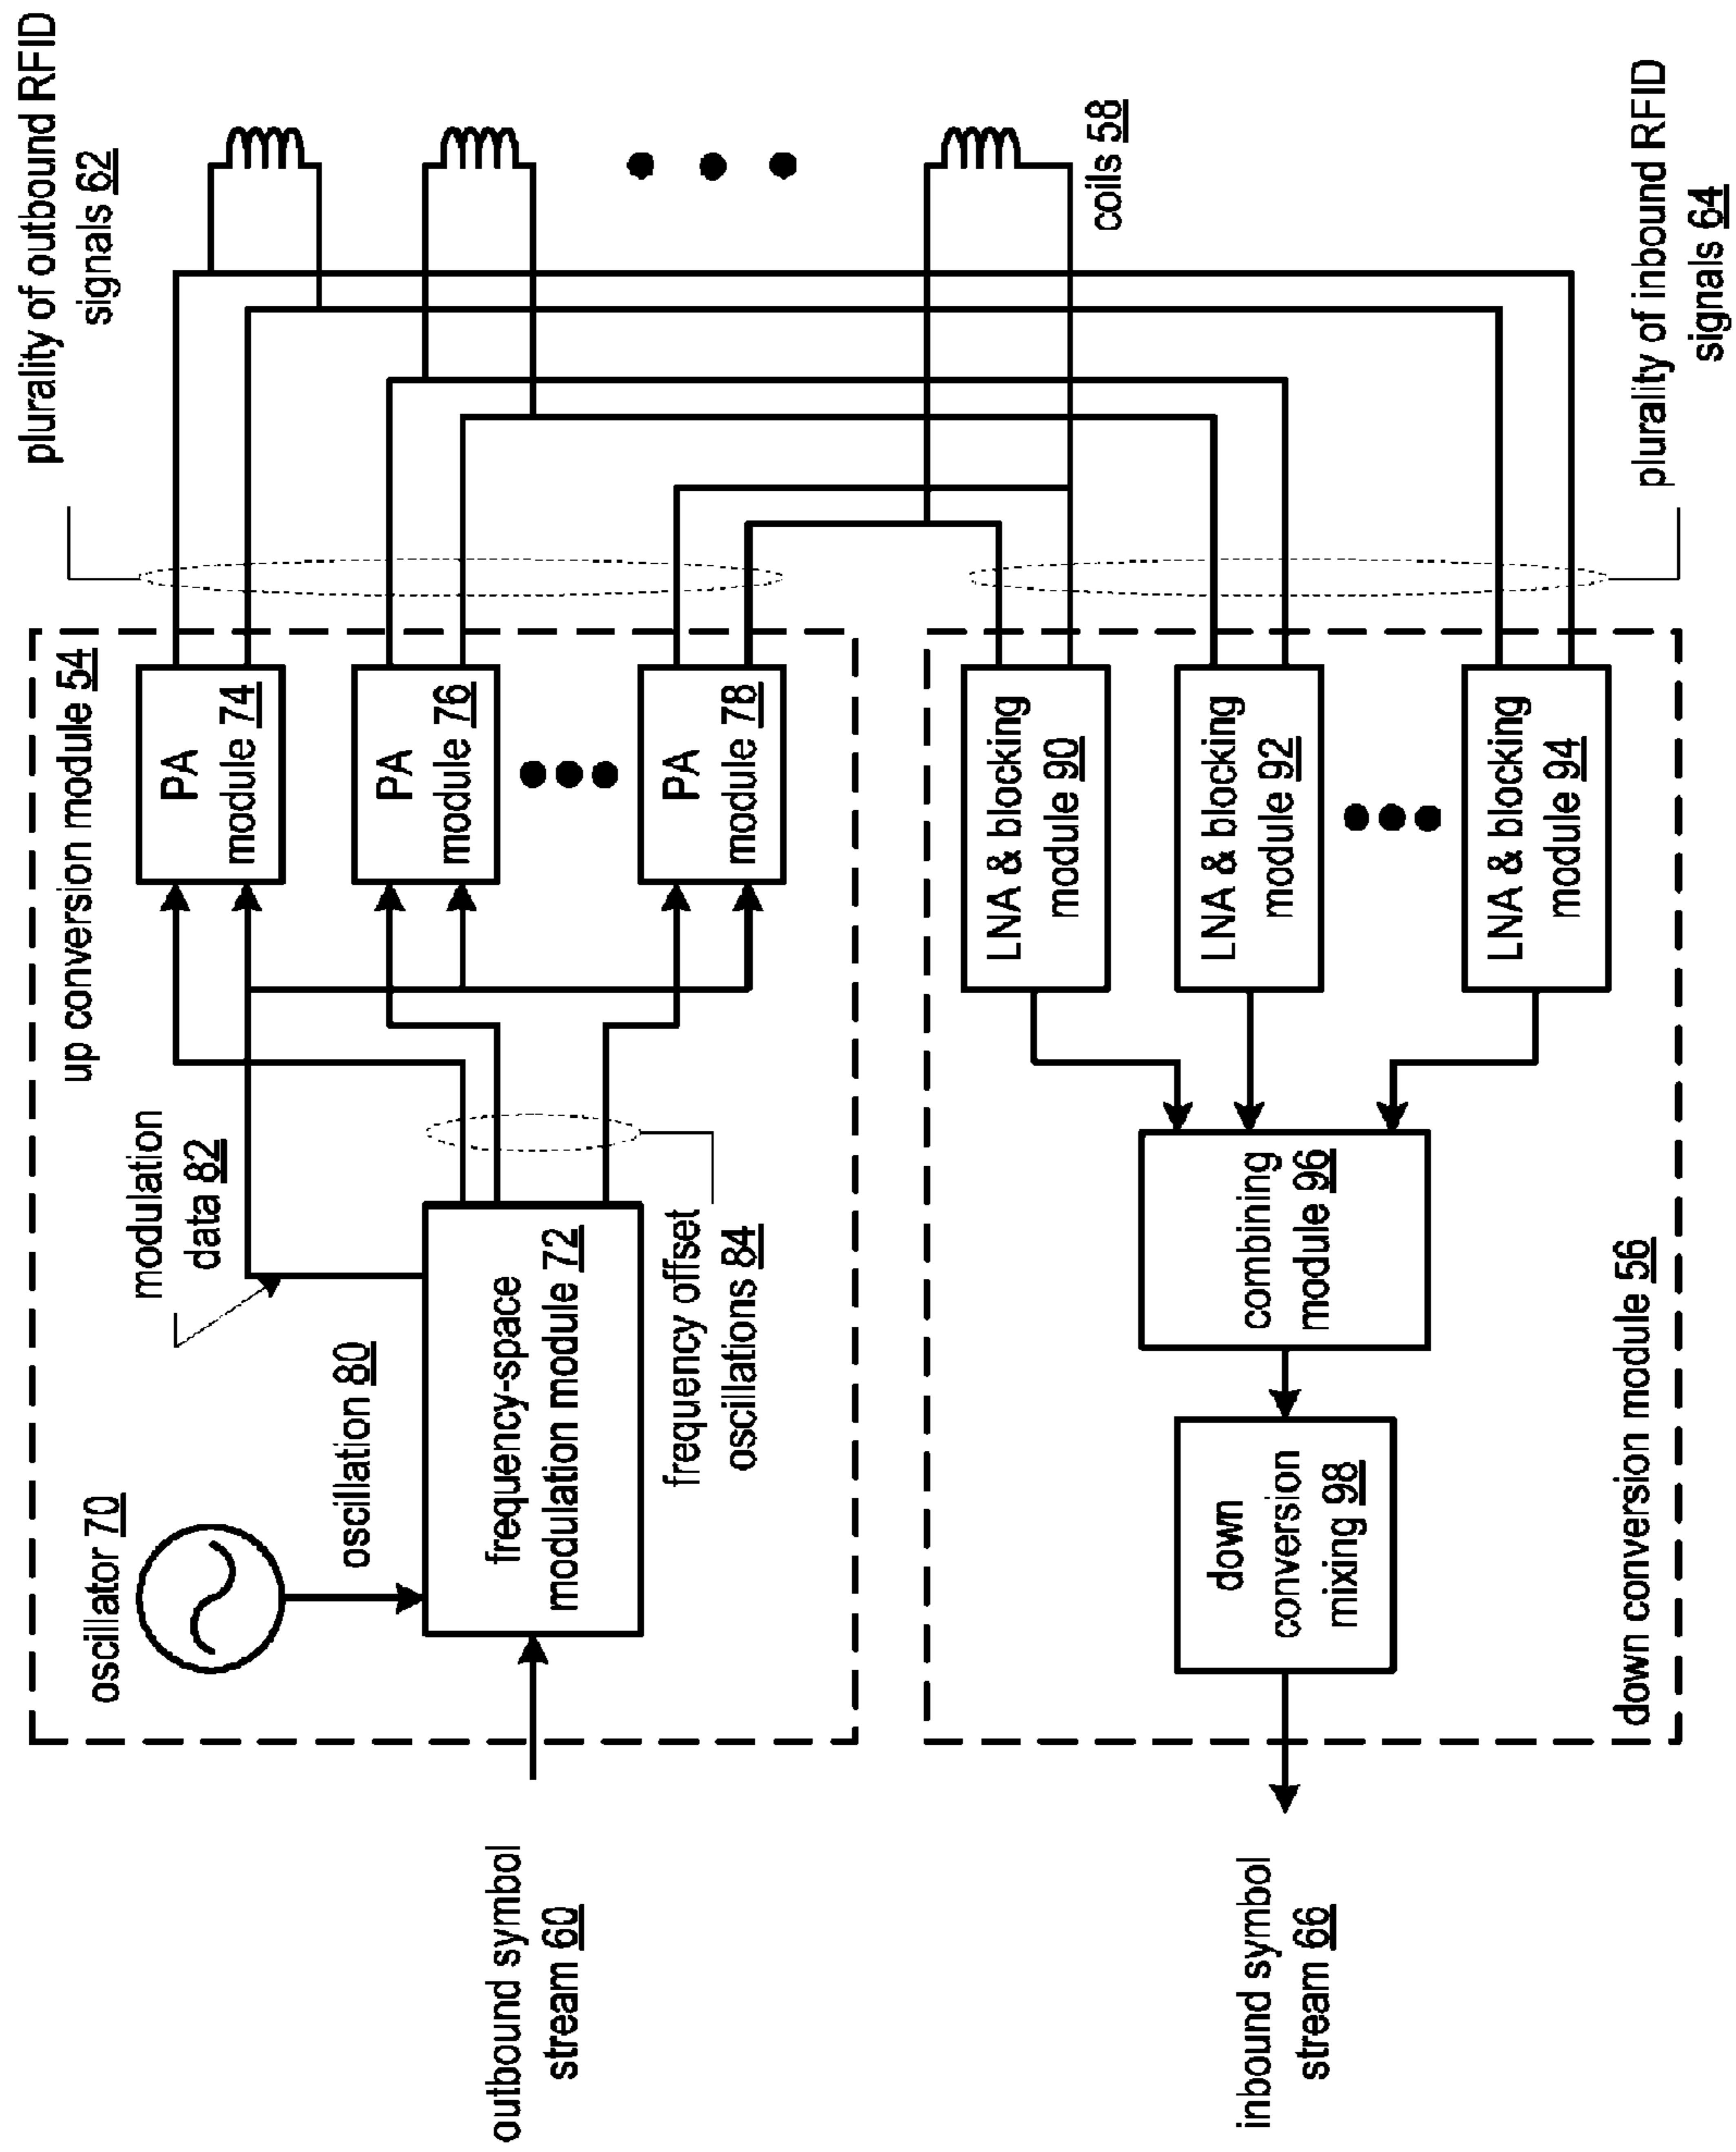 plurality of outbound RFID
signals 62
up conversion module 54
oscillator 70
modulation
data 82
PA
module 74
oscillation 80
PA
module 76
outbound symbol
stream 60
frequency-space
modulation module 72
frequency offset
oscillations 84
PA
module 78
coils 58
LNA & blocking
module 90
LNA & blocking
module 92
LNA & blocking
module 94
inbound symbol
stream 66
down
conversion
mixing 98
combining
module 96
down conversion module 56
plurality of inbound RFID
signals 64